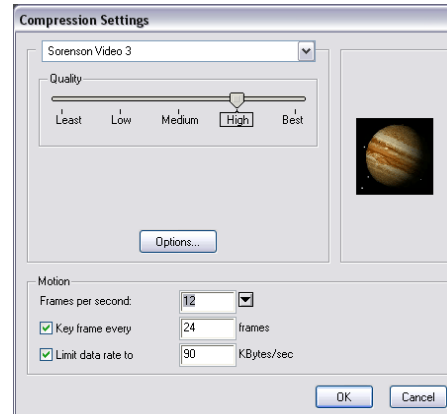 Compression Settings
Sorenson Video 3
Quality
Least Low Medium High Best
Options...
Motion
Frames per second: 12
Key frame every 24 frames
Limit data rate to 90 KBytes/sec
OK Cancel